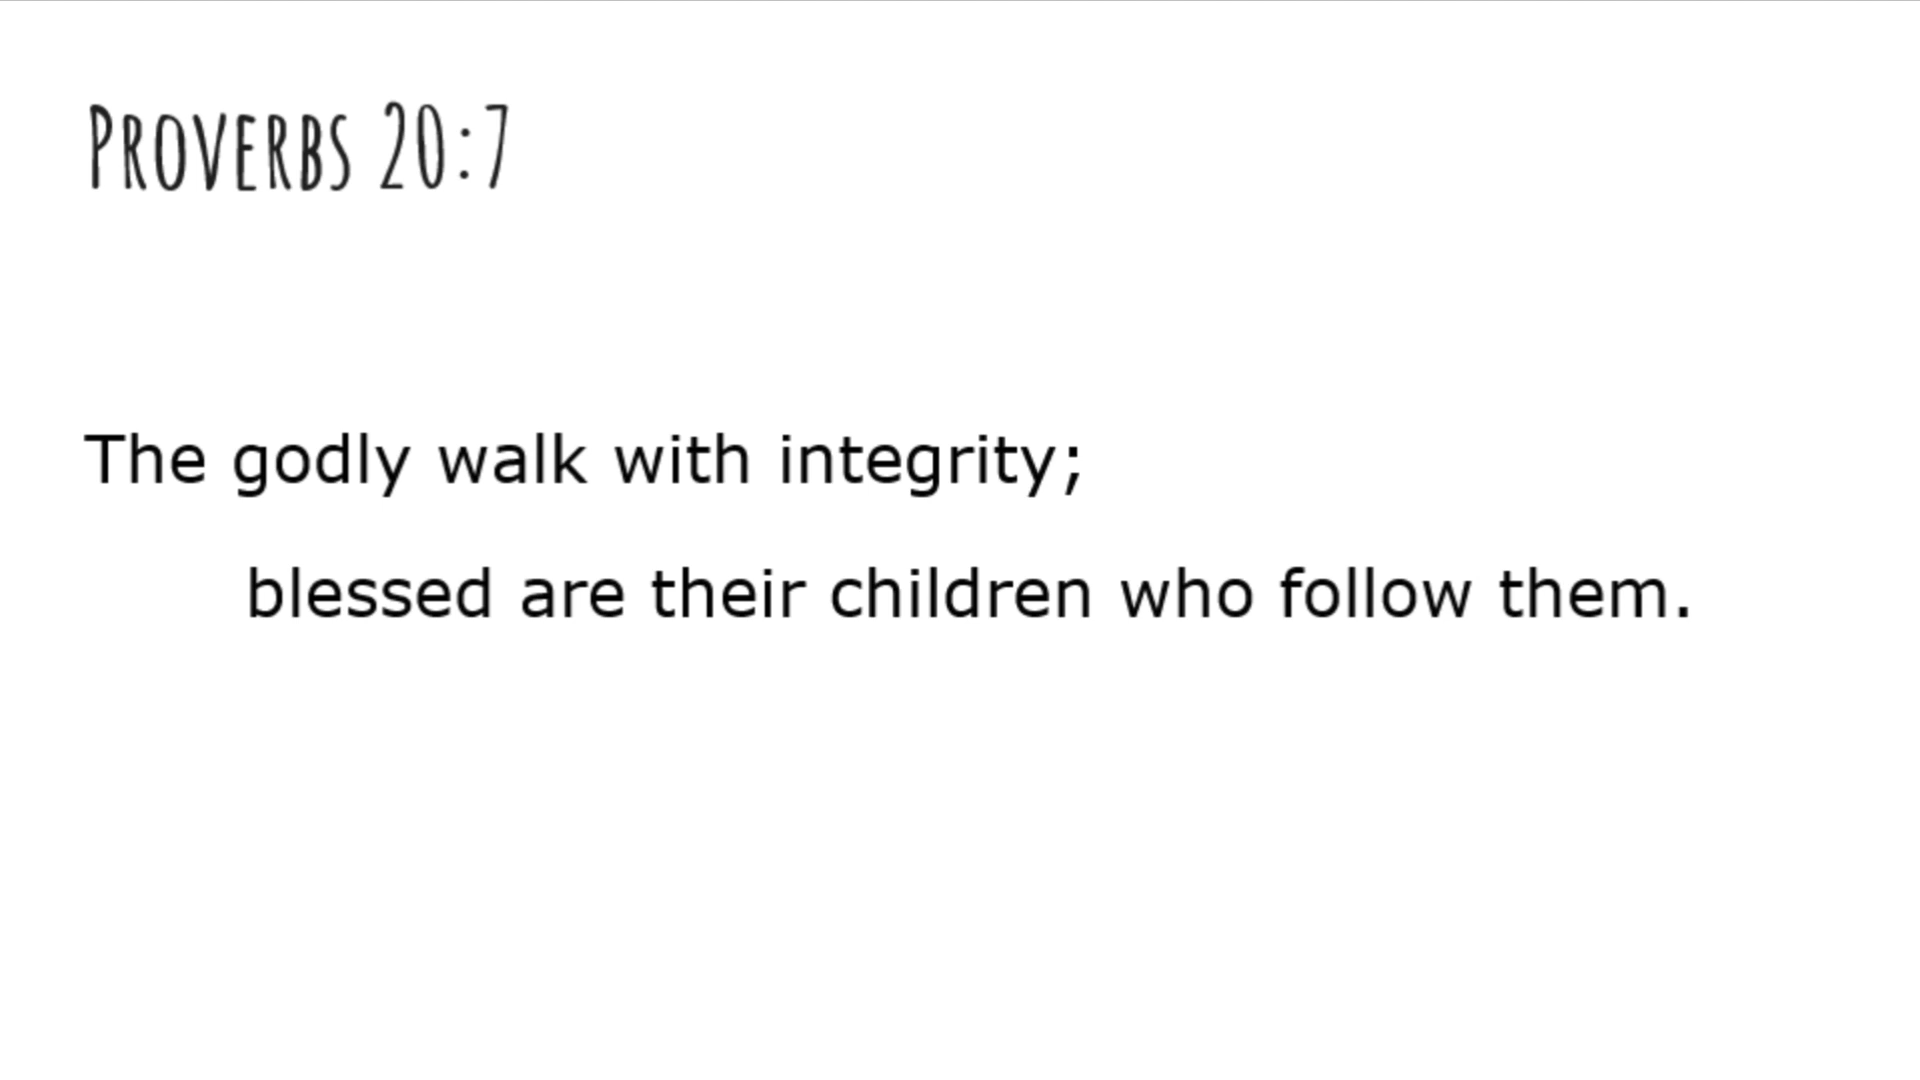 Proverbs 20:7
The godly walk with integrity;
blessed are their children who follow them.